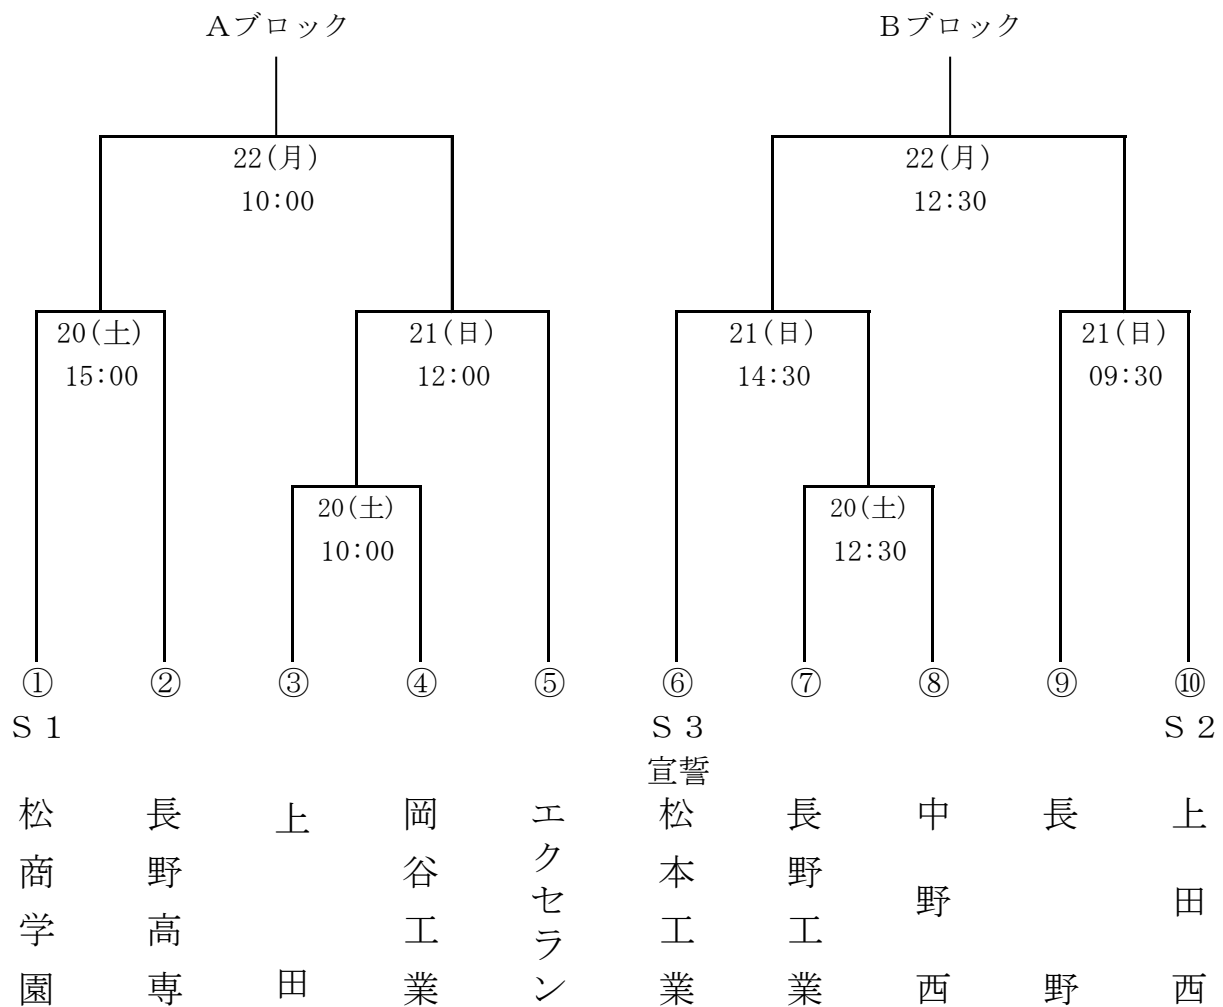 Aブロック
Bブロック
22(月)
10:00
22(月)
12:30
20(土)
15:00
21(日)
12:00
21(日)
14:30
21(日)
09:30
20(土)
10:00
20(土)
12:30
① ② ③ ④ ⑤ ⑥ ⑦ ⑧ ⑨ ⑩
S1
S3
S2
宣誓
松商学園
長野高専
上田
岡谷工業
エクセラン
松本工業
長野工業
中野西
長野
上田西